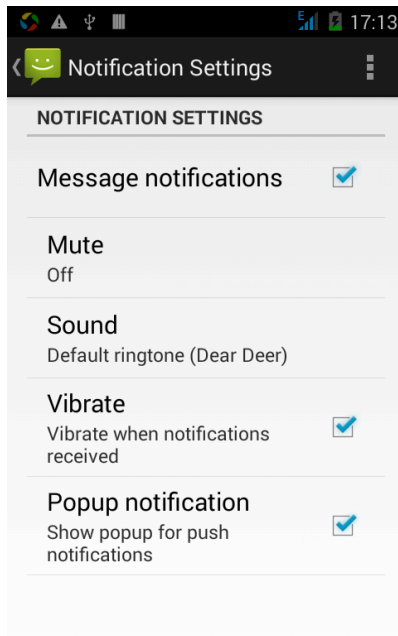 E 17:13
Notification Settings
NOTIFICATION SETTINGS
Message notifications
Mute
Off
Sound
Default ringtone (Dear Deer)
Vibrate
Vibrate when notifications
received
Popup notification
Show popup for push
notifications